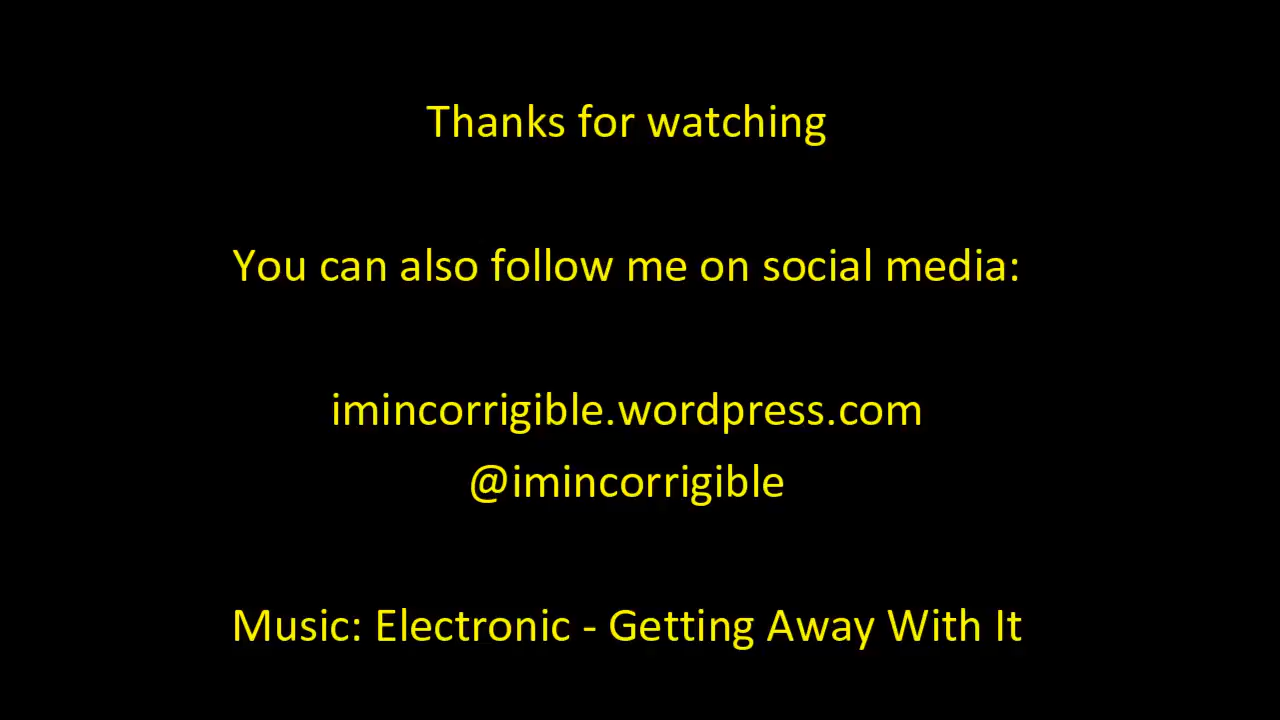 Thanks for watching
You can also follow me on social media:
imincorrigible.wordpress.com
@imincorrigible
Music: Electronic - Getting Away With It